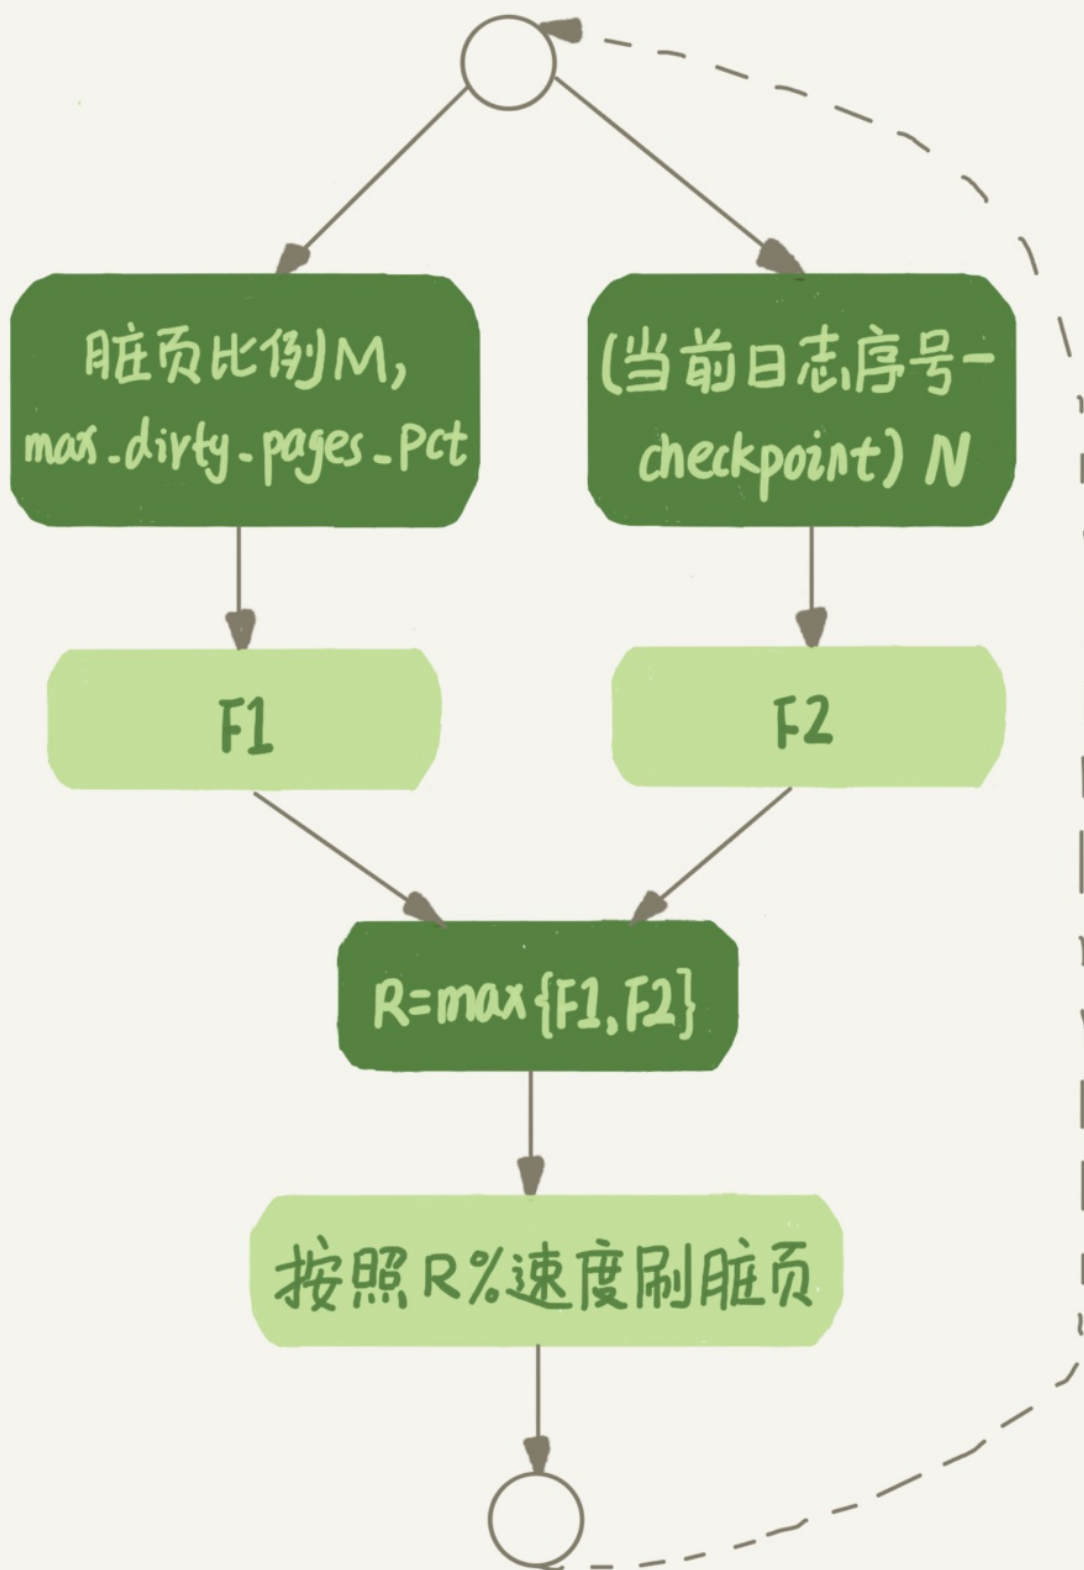 脏页比例M,
max_dirty_pages_pct
(当前日志序号-
checkpoint) N
F1
F2
R=max{F1,F2}
按照R%速度刷脏页